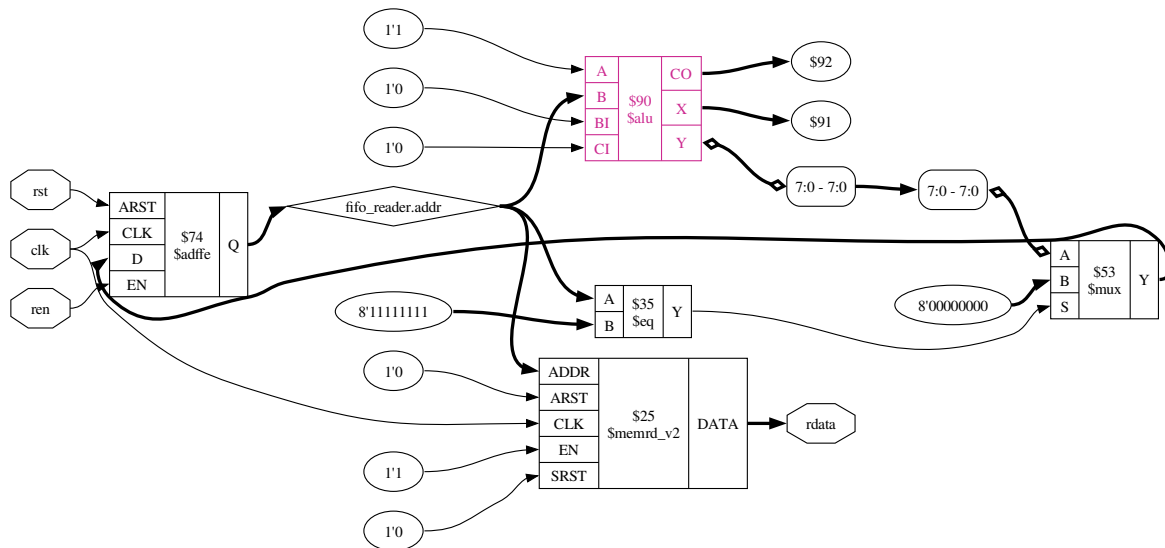 1'1
1'0
1'0
A
B
BI
CI
$90
$alu
CO
X
Y
$92
$91
7:0 - 7:0
7:0 - 7:0
rst
clk
ren
ARST
CLK
D
EN
$74
$adffe
Q
fifo_reader.addr
8'11111111
A
B
$35
$eq
Y
8'00000000
A
B
S
$53
$mux
Y
1'0
1'1
1'0
ADDR
ARST
CLK
EN
SRST
$25
$memrd_v2
DATA
rdata